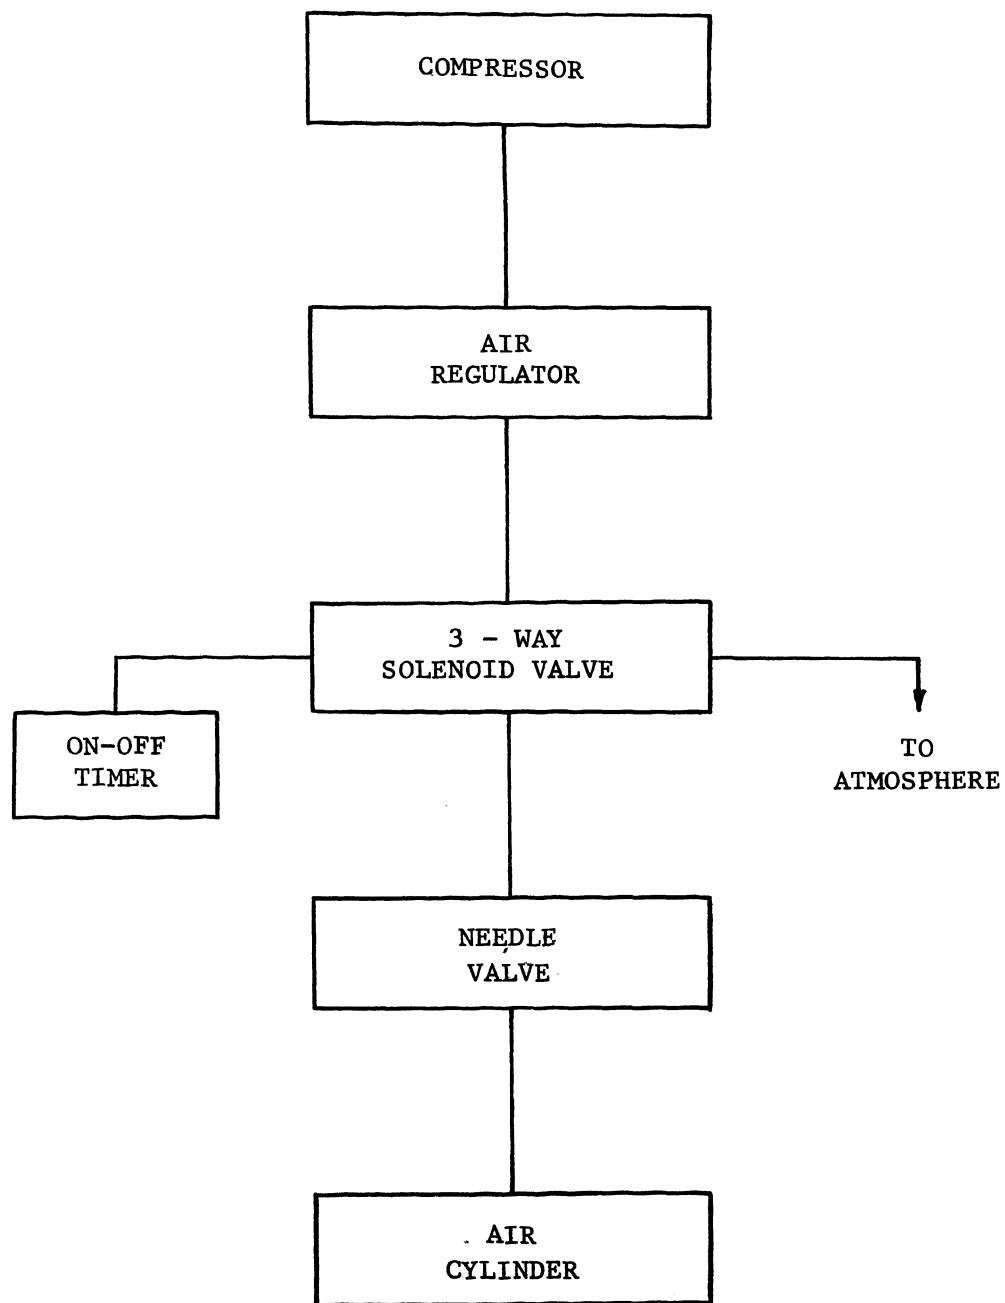 COMPRESSOR
AIR
REGULATOR
3 - WAY
SOLENOID VALVE
ON-OFF
TIMER
TO
ATMOSPHERE
NEEDLE
VALVE
AIR
CYLINDER